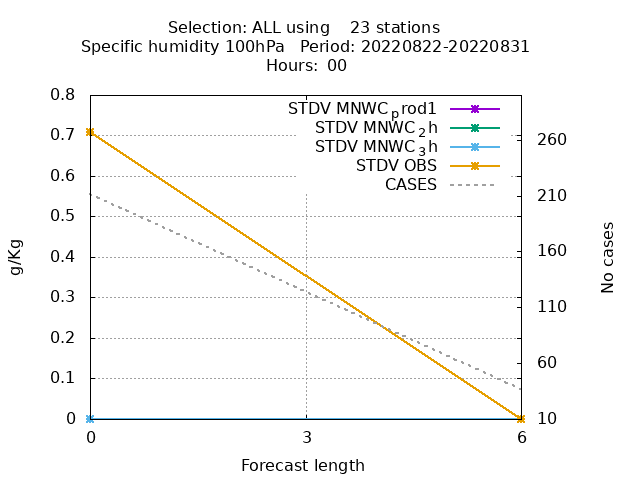 Selection: ALL using    23 stations
Specific humidity 100hPa   Period: 20220822-20220831
Hours: 00
STDV MNWC_prod1
STDV MNWC_2h
STDV MNWC_3h
STDV OBS
CASES
0.8
0.7
0.6
0.5
0.4
0.3
0.2
0.1
0
g/Kg
260
210
160
110
60
10
No cases
0
3
6
Forecast length